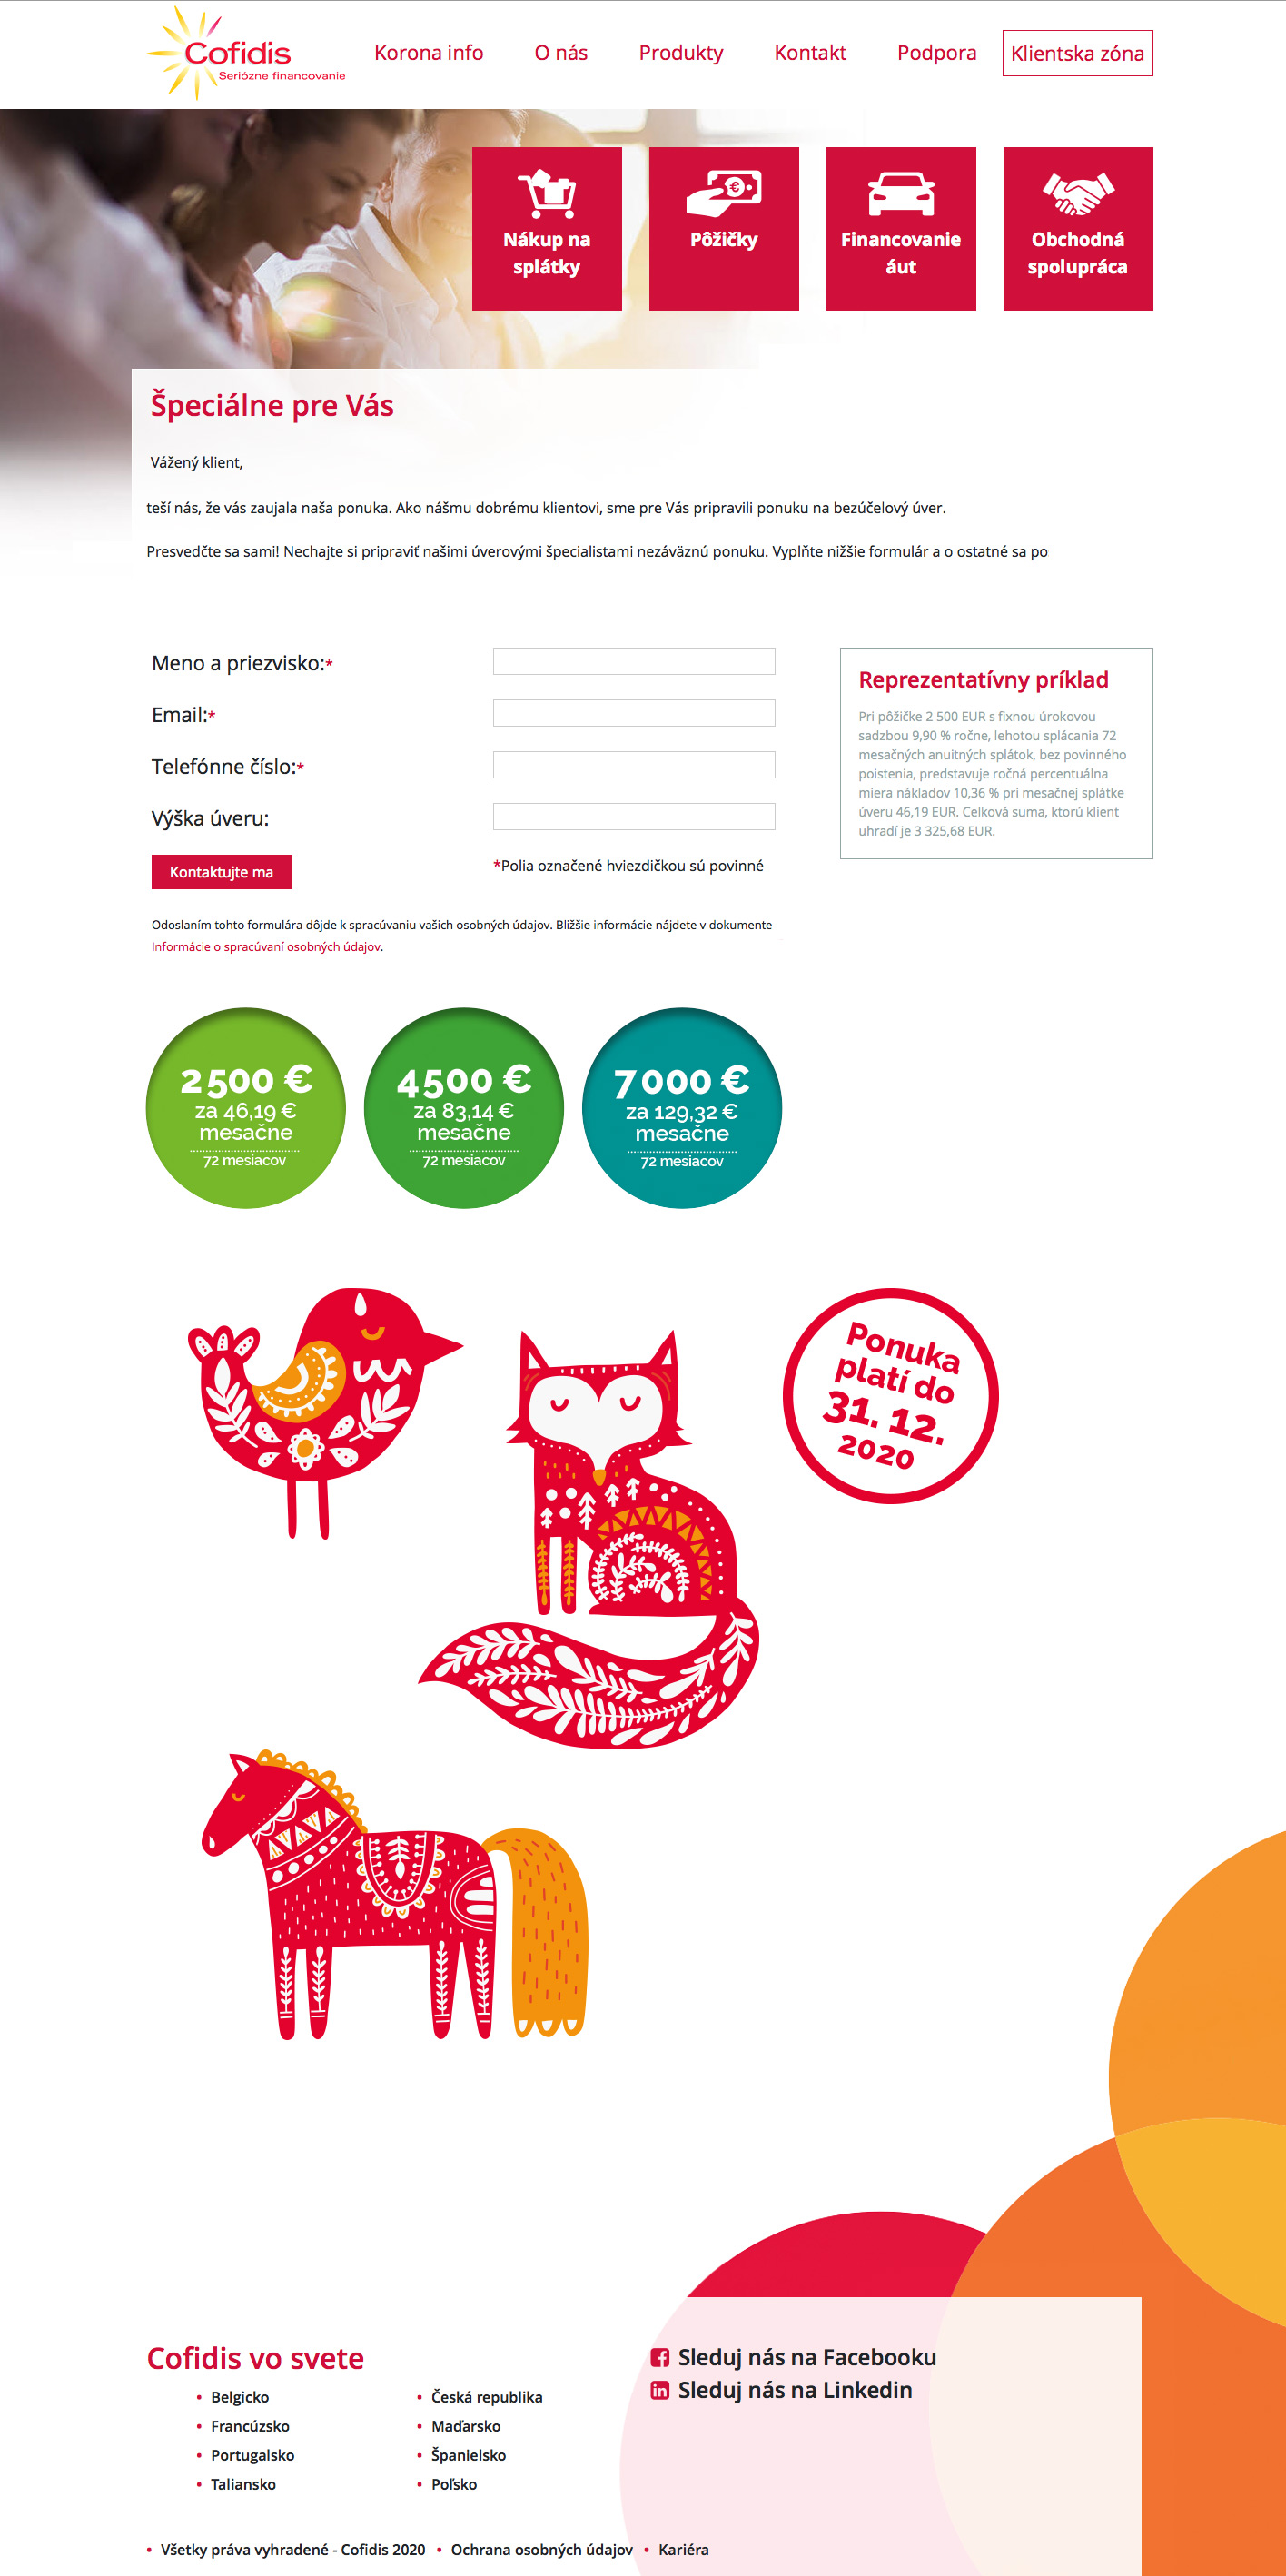 Cofidis
Seriózne financovanie
Korona info
O nás
Produkty
Kontakt
Podpora
Klientska zóna
Nákup na
splátky
Pôžičky
Financovanie
áut
Obchodná
spolupráca
Špeciálne pre Vás
Vážený klient,
teší nás, že vás zaujala naša ponuka. Ako nášmu dobrému klientovi, sme pre Vás pripravili ponuku na bezúčelový úver.
Presvedčte sa sami! Nechajte si pripraviť našimi úverovými špecialistami nezáväznú ponuku. Vyplňte nižšie formulár a o ostatné sa po
Meno a priezvisko:*
Email:*
Telefónne číslo:*
Výška úveru:
Kontaktujte ma
*Polia označené hviezdičkou sú povinné
Odoslaním tohto formulára dôjde k spracúvaniu vašich osobných údajov. Bližšie informácie nájdete v dokumente
Informácie o spracúvaní osobných údajov.
Reprezentatívny príklad
Pri pôžičke 2 500 EUR s fixnou úrokovou
sadzbou 9,90 % ročne, lehotou splácania 72
mesačných anuitných splátok, bez povinného
poistenia, predstavuje ročná percentuálna
miera nákladov 10,36 % pri mesačnej splátke
úveru 46,19 EUR. Celková suma, ktorú klient
uhradí je 3 325,68 EUR.
2 500 €
za 46,19 €
mesačne
72 mesiacov
4 500 €
za 83,14 €
mesačne
72 mesiacov
7 000 €
za 129,32 €
mesačne
72 mesiacov
Ponuka
platí do
31. 12.
2020
Cofidis vo svete
• Belgicko
• Francúzsko
• Portugalsko
• Taliansko
• Česká republika
• Maďarsko
• Španielsko
• Poľsko
Sleduj nás na Facebooku
Sleduj nás na Linkedin
• Všetky práva vyhradené - Cofidis 2020 • Ochrana osobných údajov • Kariéra